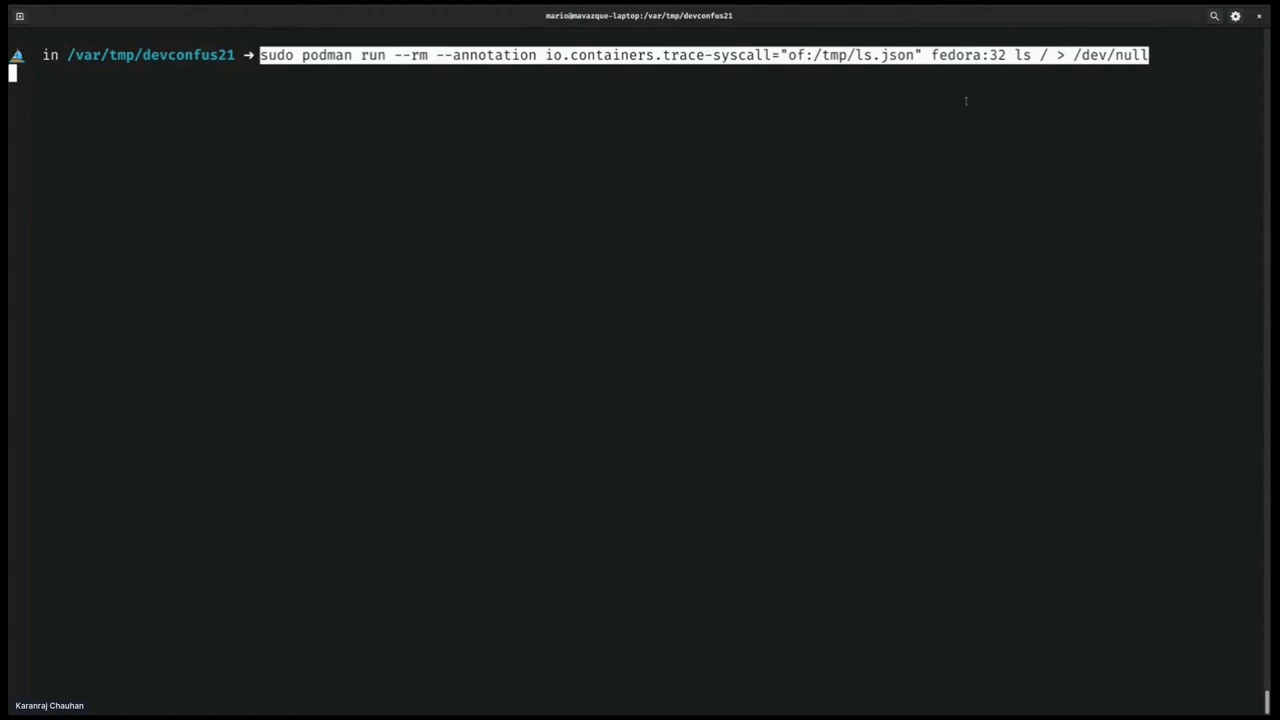 mario@mavazque-laptop:/var/tmp/devconfus21
in /var/tmp/devconfus21 ➜ sudo podman run --rm --annotation io.containers.trace-syscall="of:/tmp/ls.json" fedora:32 ls / > /dev/null
Karanraj Chauhan